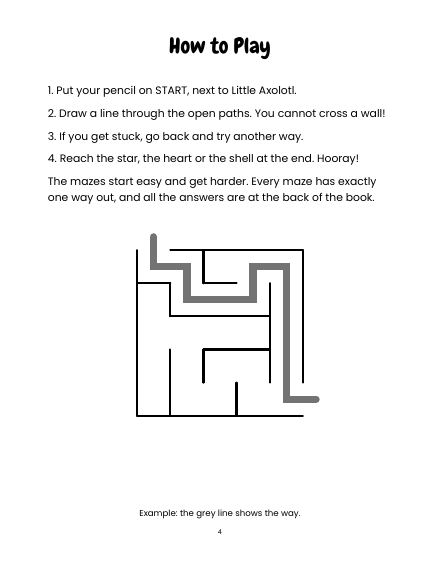 How to Play
1. Put your pencil on START, next to Little Axolotl.
2. Draw a line through the open paths. You cannot cross a wall!
3. If you get stuck, go back and try another way.
4. Reach the star, the heart or the shell at the end. Hooray!
The mazes start easy and get harder. Every maze has exactly
one way out, and all the answers are at the back of the book.
Example: the grey line shows the way.
4